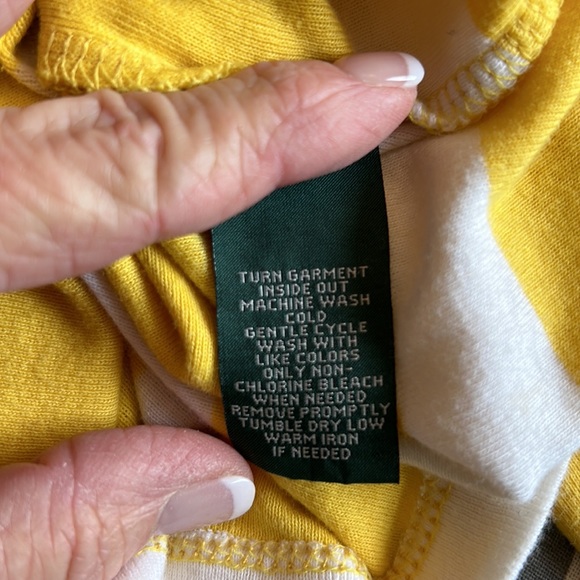 TURN GARMENT
INSIDE OUT
MACHINE WASH
COLD
GENTLE CYCLE
WASH WITH
LIKE COLORS
ONLY NON-
CHLORINE BLEACH
WHEN NEEDED
REMOVE PROMPTLY
TUMBLE DRY LOW
WARM IRON
IF NEEDED